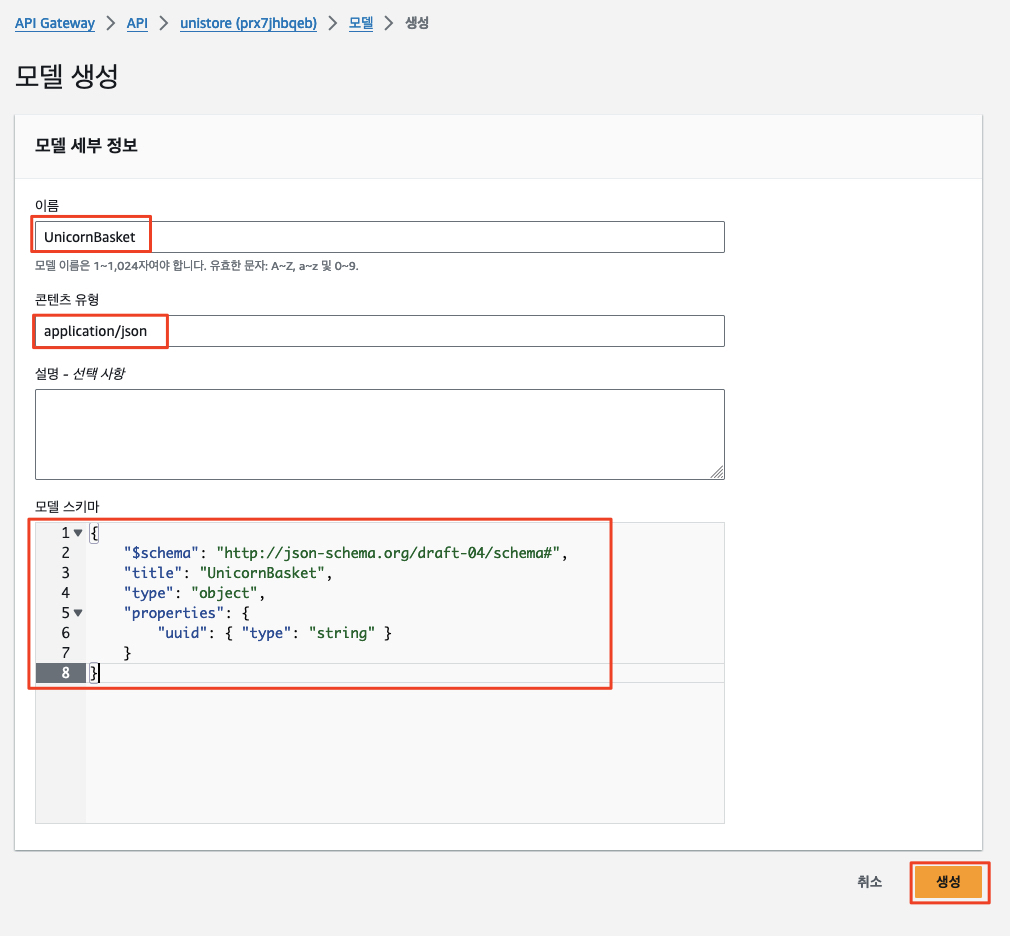 API Gateway > API > unistore (prx7jhbqeb) > 모델 > 생성
모델 생성
모델 세부 정보
이름
UnicornBasket
모델 이름은 1~1,024자여야 합니다. 유효한 문자: A~Z, a~z 및 0~9.
콘텐츠 유형
application/json
설명 - 선택 사항
모델 스키마
1 {
2 "$schema": "http://json-schema.org/draft-04/schema#",
3 "title": "UnicornBasket",
4 "type": "object",
5 "properties": {
6 "uuid": { "type": "string" }
7 }
8 }
취소 생성